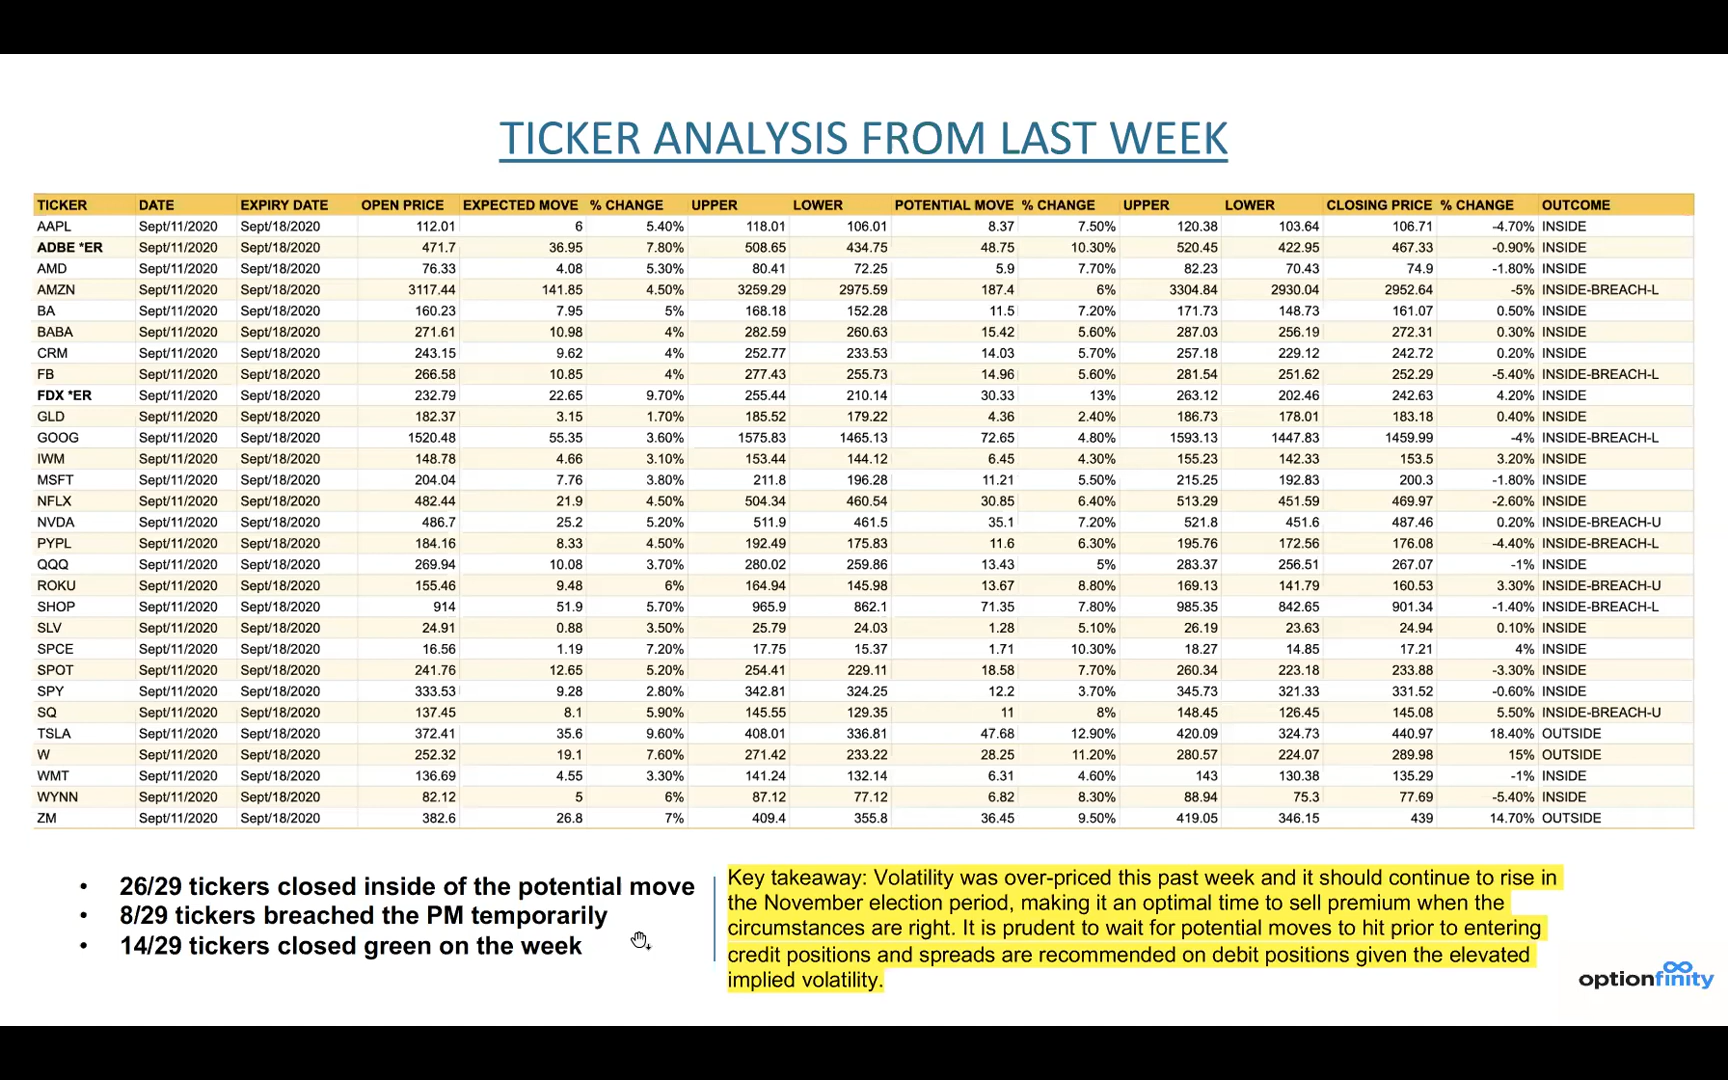 TICKER ANALYSIS FROM LAST WEEK
TICKER DATE EXPIRY DATE OPEN PRICE EXPECTED MOVE % CHANGE UPPER LOWER POTENTIAL MOVE % CHANGE UPPER LOWER CLOSING PRICE % CHANGE OUTCOME
AAPL Sept/11/2020 Sept/18/2020 112.01 6 5.40% 118.01 106.01 8.37 7.50% 120.38 103.64 106.71 -4.70% INSIDE
ADBE *ER Sept/11/2020 Sept/18/2020 471.7 36.95 7.80% 508.65 434.75 48.75 10.30% 520.45 422.95 467.33 -0.90% INSIDE
AMD Sept/11/2020 Sept/18/2020 76.33 4.08 5.30% 80.41 72.25 5.9 7.70% 82.23 70.43 74.9 -1.80% INSIDE
AMZN Sept/11/2020 Sept/18/2020 3117.44 141.85 4.50% 3259.29 2975.59 187.4 6% 3304.84 2930.04 2952.64 -5% INSIDE-BREACH-L
BA Sept/11/2020 Sept/18/2020 160.23 7.95 5% 168.18 152.28 11.5 7.20% 171.73 148.73 161.07 0.50% INSIDE
BABA Sept/11/2020 Sept/18/2020 271.61 10.98 4% 282.59 260.63 15.42 5.60% 287.03 256.19 272.31 0.30% INSIDE
CRM Sept/11/2020 Sept/18/2020 243.15 9.62 4% 252.77 233.53 14.03 5.70% 257.18 229.12 242.72 0.20% INSIDE
FB Sept/11/2020 Sept/18/2020 266.58 10.85 4% 277.43 255.73 14.96 5.60% 281.54 251.62 252.29 -5.40% INSIDE-BREACH-L
FDX *ER Sept/11/2020 Sept/18/2020 232.79 22.65 9.70% 255.44 210.14 30.33 13% 263.12 202.46 242.63 4.20% INSIDE
GLD Sept/11/2020 Sept/18/2020 182.37 3.15 1.70% 185.52 179.22 4.36 2.40% 186.73 178.01 183.18 0.40% INSIDE
GOOG Sept/11/2020 Sept/18/2020 1520.48 55.35 3.60% 1575.83 1465.13 72.65 4.80% 1593.13 1447.83 1459.99 -4% INSIDE-BREACH-L
IWM Sept/11/2020 Sept/18/2020 148.78 4.66 3.10% 153.44 144.12 6.45 4.30% 155.23 142.33 153.5 3.20% INSIDE
MSFT Sept/11/2020 Sept/18/2020 204.04 7.76 3.80% 211.8 196.28 11.21 5.50% 215.25 192.83 200.3 -1.80% INSIDE
NFLX Sept/11/2020 Sept/18/2020 482.44 21.9 4.50% 504.34 460.54 30.85 6.40% 513.29 451.59 469.97 -2.60% INSIDE
NVDA Sept/11/2020 Sept/18/2020 486.7 25.2 5.20% 511.9 461.5 35.1 7.20% 521.8 451.6 487.46 0.20% INSIDE-BREACH-U
PYPL Sept/11/2020 Sept/18/2020 184.16 8.33 4.50% 192.49 175.83 11.6 6.30% 195.76 172.56 176.08 -4.40% INSIDE-BREACH-L
QQQ Sept/11/2020 Sept/18/2020 269.94 10.08 3.70% 280.02 259.86 13.43 5% 283.37 256.51 267.07 -1% INSIDE
ROKU Sept/11/2020 Sept/18/2020 155.46 9.48 6% 164.94 145.98 13.67 8.80% 169.13 141.79 160.53 3.30% INSIDE-BREACH-U
SHOP Sept/11/2020 Sept/18/2020 914 51.9 5.70% 965.9 862.1 71.35 7.80% 985.35 842.65 901.34 -1.40% INSIDE-BREACH-L
SLV Sept/11/2020 Sept/18/2020 24.91 0.88 3.50% 25.79 24.03 1.28 5.10% 26.19 23.63 24.94 0.10% INSIDE
SPCE Sept/11/2020 Sept/18/2020 16.56 1.19 7.20% 17.75 15.37 1.71 10.30% 18.27 14.85 17.21 4% INSIDE
SPOT Sept/11/2020 Sept/18/2020 241.76 12.65 5.20% 254.41 229.11 18.58 7.70% 260.34 223.18 233.88 -3.30% INSIDE
SPY Sept/11/2020 Sept/18/2020 333.53 9.28 2.80% 342.81 324.25 12.2 3.70% 345.73 321.33 331.52 -0.60% INSIDE
SQ Sept/11/2020 Sept/18/2020 137.45 8.1 5.90% 145.55 129.35 11 8% 148.45 126.45 145.08 5.50% INSIDE-BREACH-U
TSLA Sept/11/2020 Sept/18/2020 372.41 35.6 9.60% 408.01 336.81 47.68 12.90% 420.09 324.73 440.97 18.40% OUTSIDE
W Sept/11/2020 Sept/18/2020 252.32 19.1 7.60% 271.42 233.22 28.25 11.20% 280.57 224.07 289.98 15% OUTSIDE
WMT Sept/11/2020 Sept/18/2020 136.69 4.55 3.30% 141.24 132.14 6.31 4.60% 143 130.38 135.29 -1% INSIDE
WYNN Sept/11/2020 Sept/18/2020 82.12 5 6% 87.12 77.12 6.82 8.30% 88.94 75.3 77.69 -5.40% INSIDE
ZM Sept/11/2020 Sept/18/2020 382.6 26.8 7% 409.4 355.8 36.45 9.50% 419.05 346.15 439 14.70% OUTSIDE
• 26/29 tickers closed inside of the potential move
• 8/29 tickers breached the PM temporarily
• 14/29 tickers closed green on the week
Key takeaway: Volatility was over-priced this past week and it should continue to rise in
the November election period, making it an optimal time to sell premium when the
circumstances are right. It is prudent to wait for potential moves to hit prior to entering
credit positions and spreads are recommended on debit positions given the elevated
implied volatility.
optionfinity